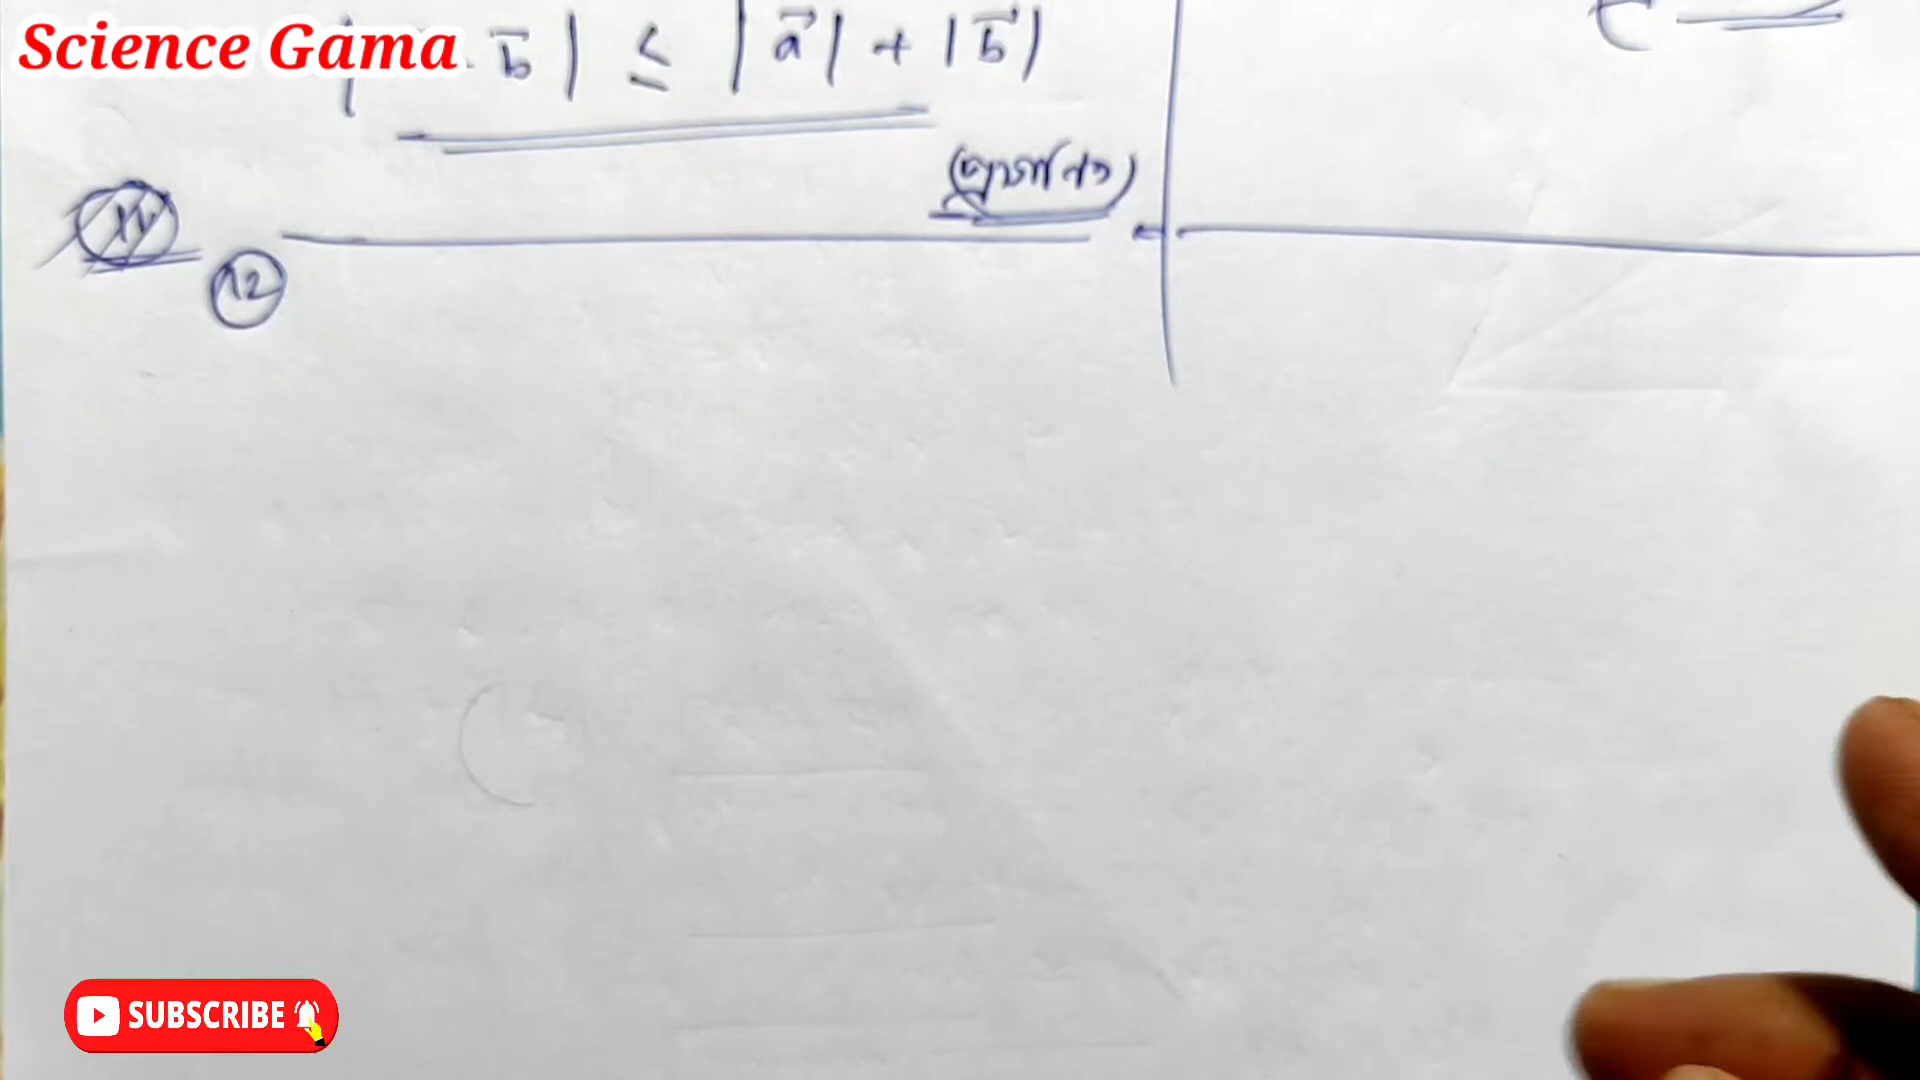 Science Gama
b⃗ | ≤ | a⃗ | + | b⃗ |
(প্রমাণিত)
12
SUBSCRIBE